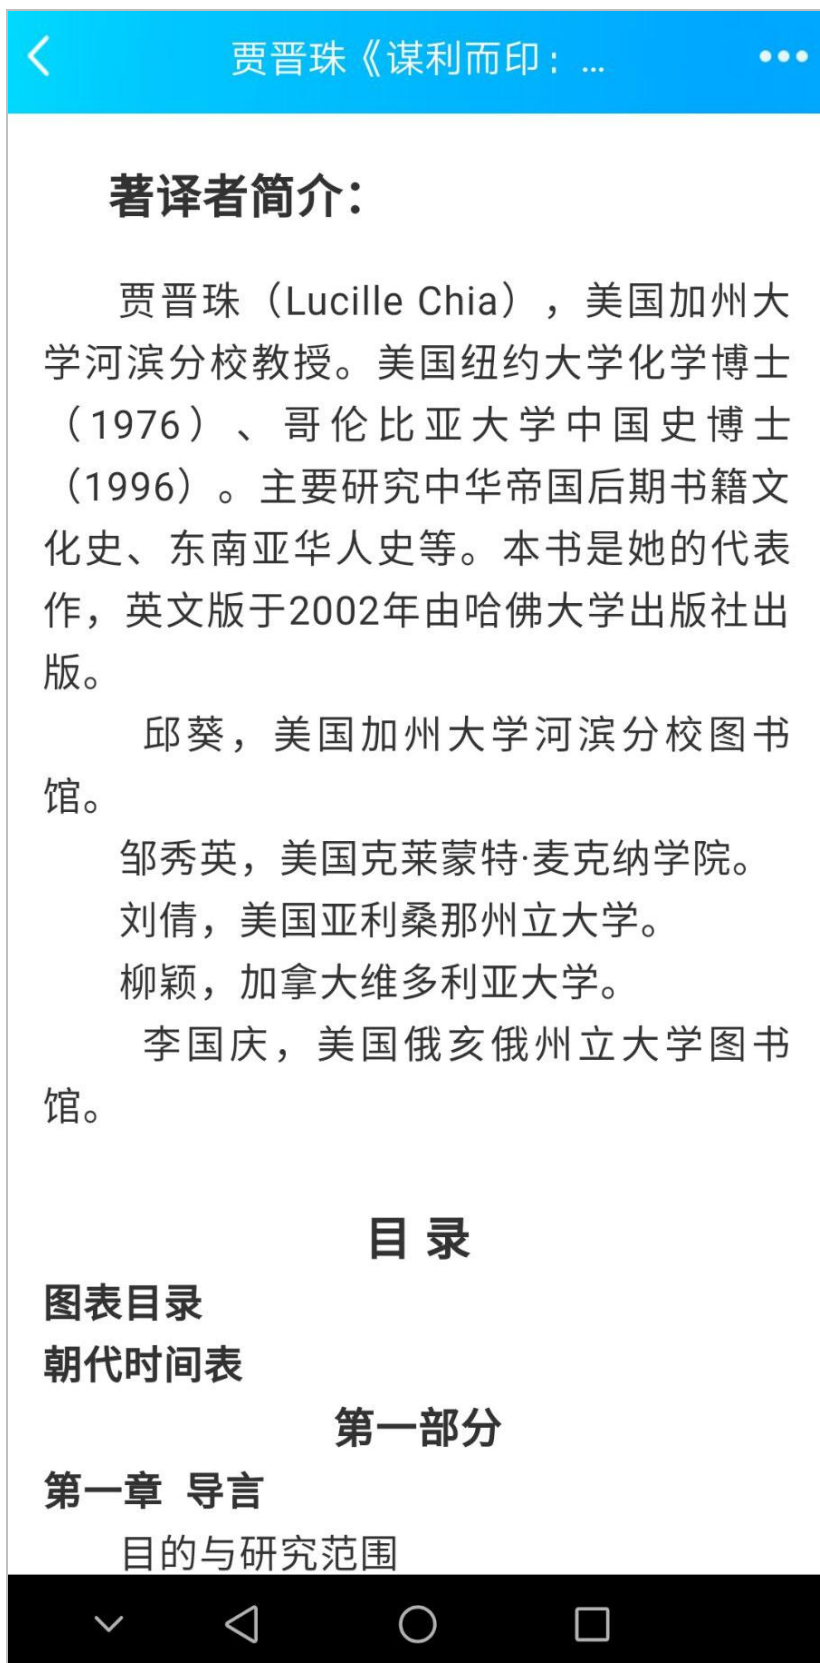 贾晋珠《谋利而印：...
著译者简介：
贾晋珠（Lucille Chia），美国加州大
学河滨分校教授。美国纽约大学化学博士
（1976）、哥伦比亚大学中国史博士
（1996）。主要研究中华帝国后期书籍文
化史、东南亚华人史等。本书是她的代表
作，英文版于2002年由哈佛大学出版社出
版。
邱葵，美国加州大学河滨分校图书
馆。
邹秀英，美国克莱蒙特·麦克纳学院。
刘倩，美国亚利桑那州立大学。
柳颖，加拿大维多利亚大学。
李国庆，美国俄亥俄州立大学图书
馆。
目 录
图表目录
朝代时间表
第一部分
第一章 导言
目的与研究范围